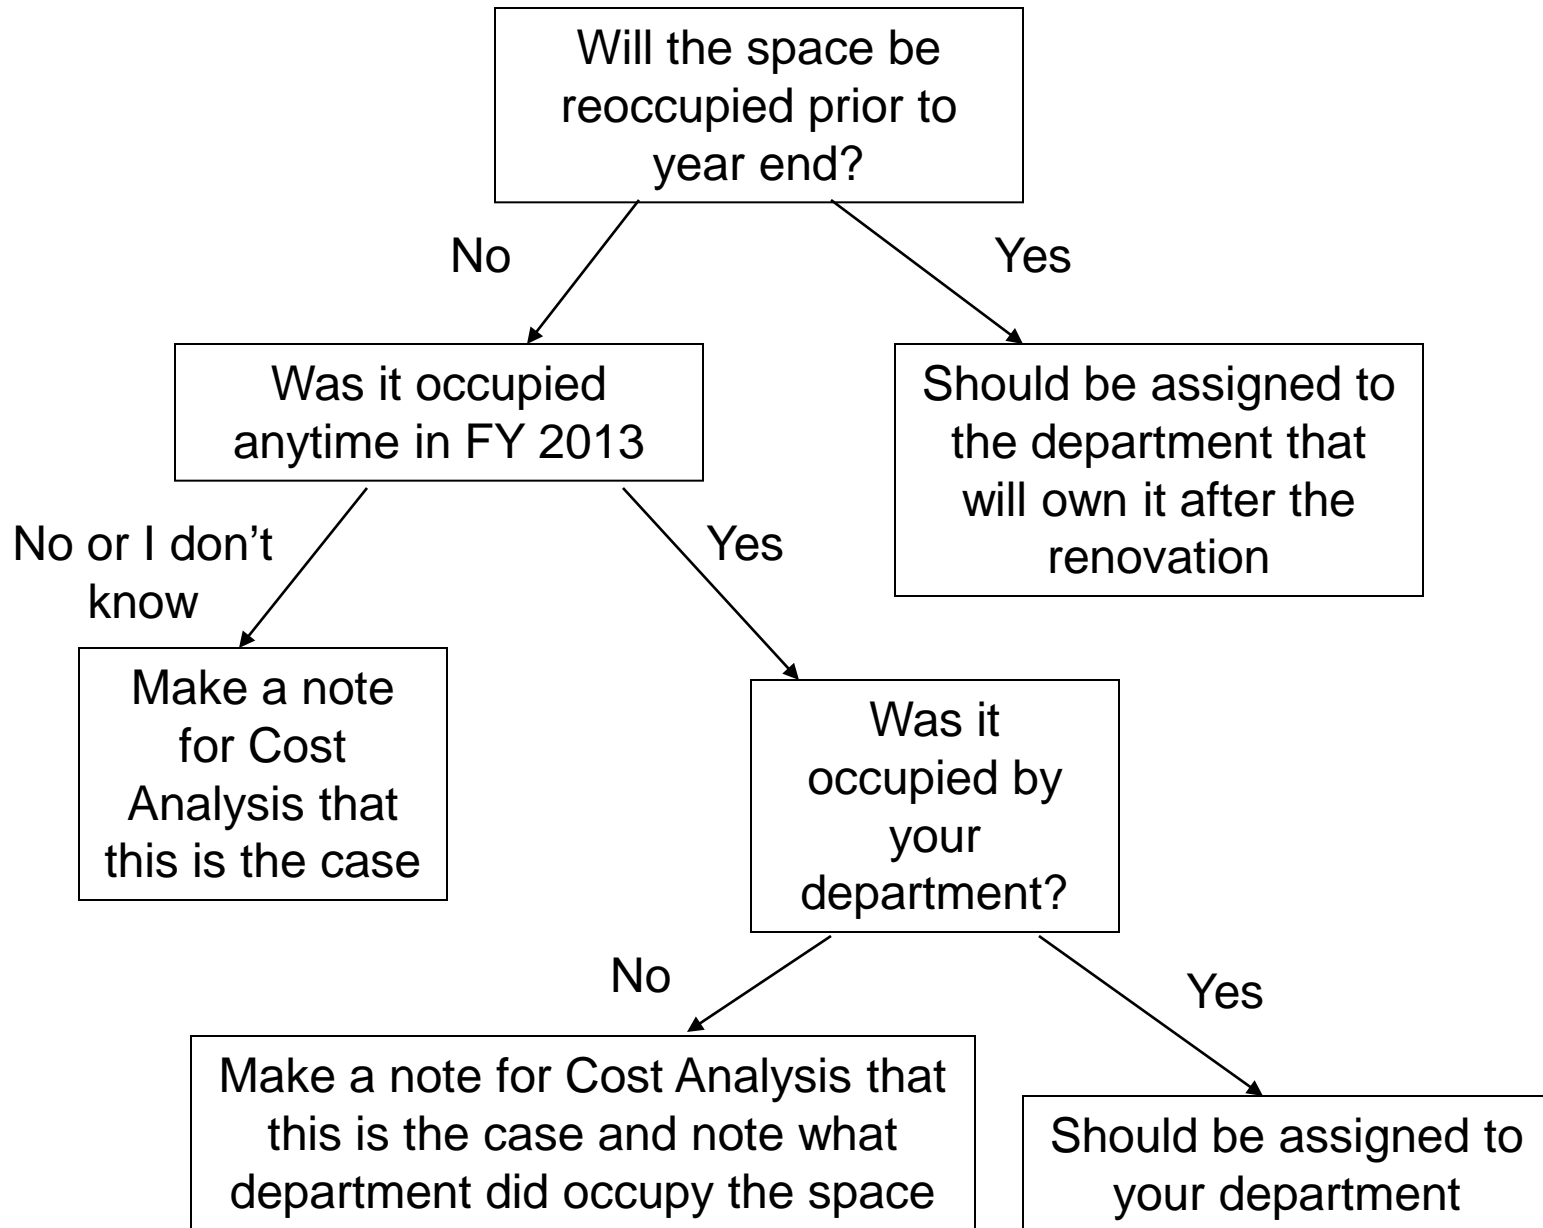 Will the space be
reoccupied prior to
year end?
No
Yes
Was it occupied
anytime in FY 2013
Should be assigned to
the department that
will own it after the
renovation
No or I don’t
know
Yes
Make a note
for Cost
Analysis that
this is the case
Was it
occupied by
your
department?
No
Yes
Make a note for Cost Analysis that
this is the case and note what
department did occupy the space
Should be assigned to
your department